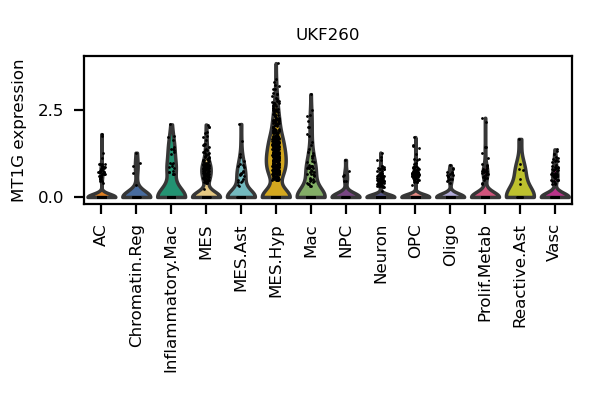 UKF260
MT1G expression
2.5
0.0
AC
Chromatin.Reg
Inflammatory.Mac
MES
MES.Ast
MES.Hyp
Mac
NPC
Neuron
OPC
Oligo
Prolif.Metab
Reactive.Ast
Vasc